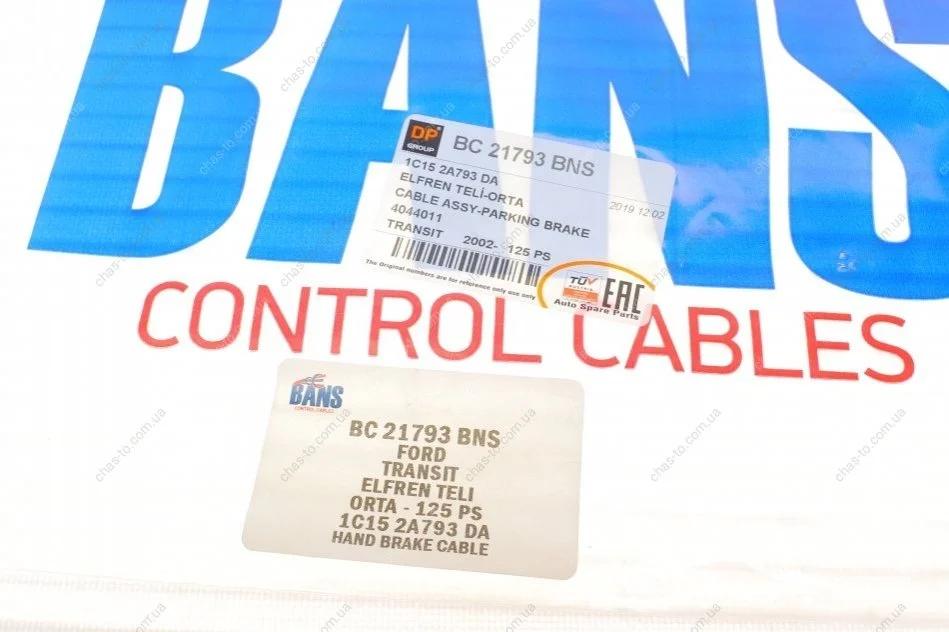 BANS
DP GROUP
BC 21793 BNS
2019 12:02
1C15 2A793 DA
ELFREN TELİ-ORTA
CABLE ASSY-PARKING BRAKE
4044011
TRANSIT 2002- 125 PS
The Original numbers are for reference only use only
TÜV
AUSTRIA
EAC
Auto Spare Parts
CONTROL CABLES
BANS
CONTROL CABLES
BC 21793 BNS
FORD
TRANSIT
ELFREN TELI
ORTA - 125 PS
1C15 2A793 DA
HAND BRAKE CABLE
chas-to.com.ua